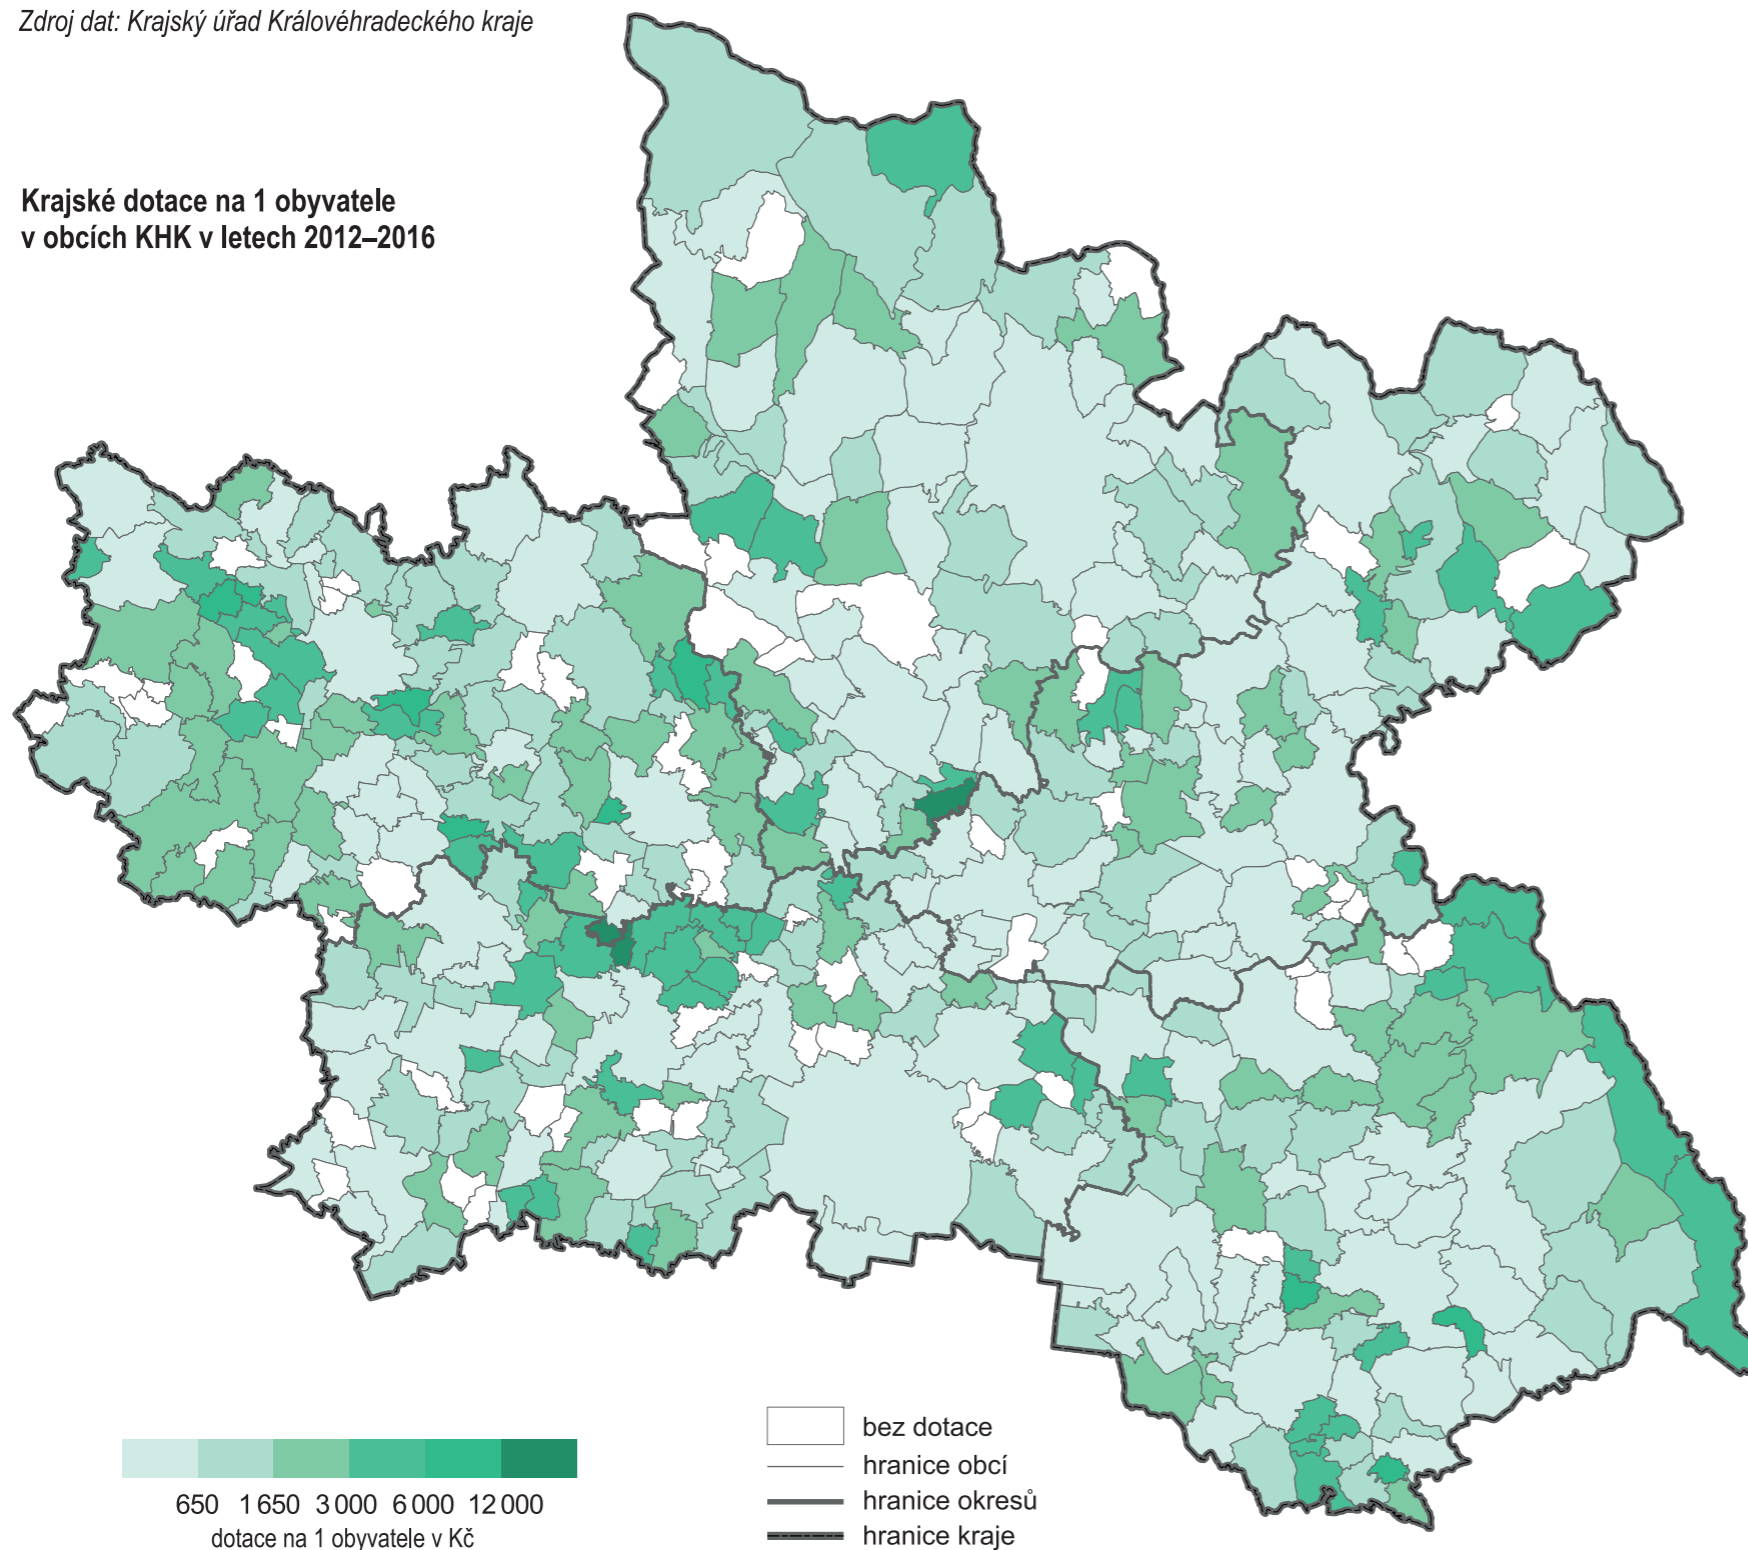 Zdroj dat: Krajský úřad Královéhradeckého kraje
Krajské dotace na 1 obyvatele
v obcích KHK v letech 2012–2016
650 1 650 3 000 6 000 12 000
dotace na 1 obyvatele v Kč
bez dotace
hranice obcí
hranice okresů
hranice kraje